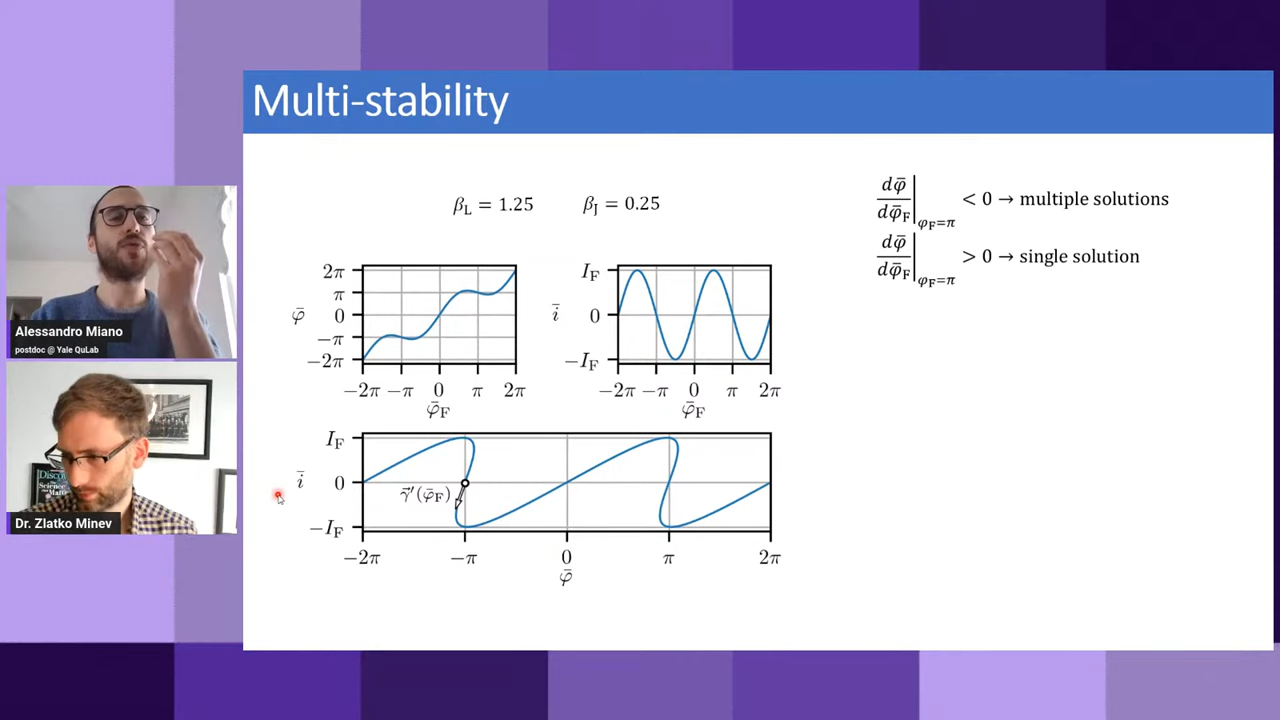 Multi-stability
β_L = 1.25 β_J = 0.25
dφ̄/dφ̄_F |φ_F=π < 0 → multiple solutions
dφ̄/dφ̄_F |φ_F=π > 0 → single solution
2π
π
0
−π
−2π
φ̄
−2π −π 0 π 2π
φ̄_F
I_F
0
−I_F
ī
−2π −π 0 π 2π
φ̄_F
I_F
0
−I_F
ī
γ⃗′(φ̄_F)
−2π −π 0 π 2π
φ̄
Alessandro Miano
postdoc @ Yale QuLab
Dr. Zlatko Minev